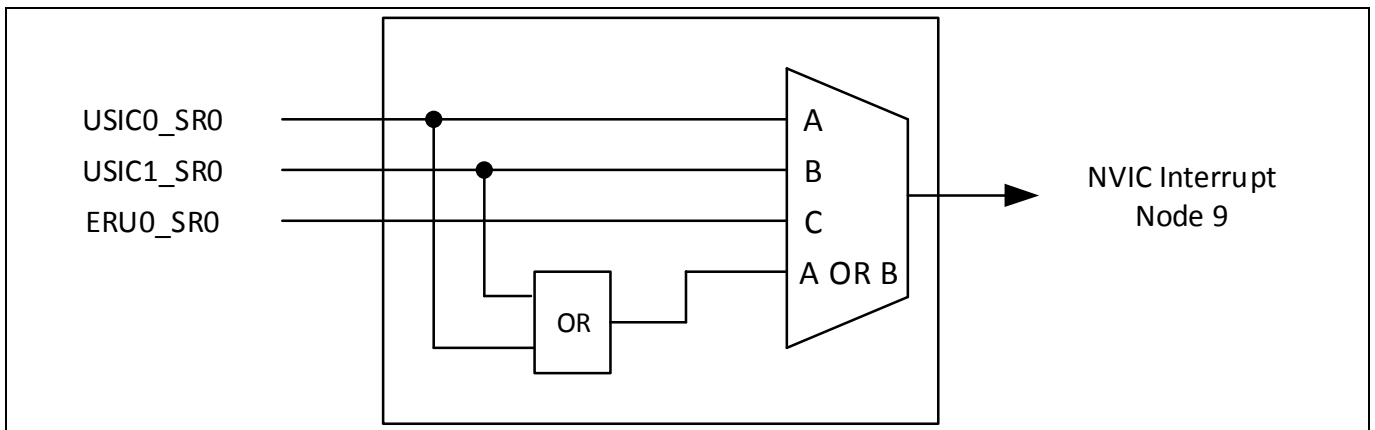 USIC0_SR0
USIC1_SR0
ERU0_SR0
A
B
C
A OR B
OR
NVIC Interrupt
Node 9